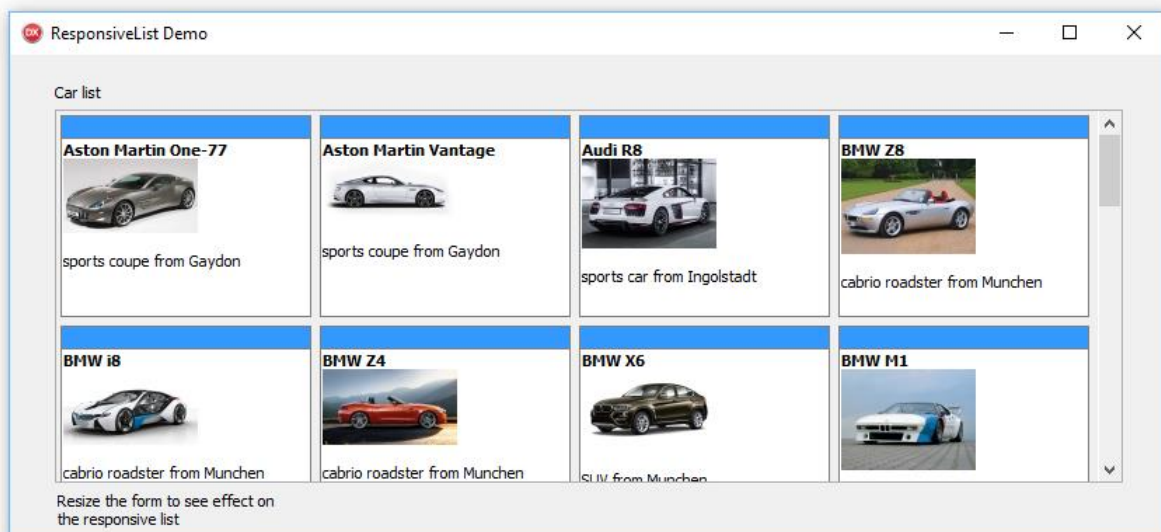 ResponsiveList Demo
Car list
Aston Martin One-77
sports coupe from Gaydon
Aston Martin Vantage
sports coupe from Gaydon
Audi R8
sports car from Ingolstadt
BMW Z8
cabrio roadster from Munchen
BMW i8
cabrio roadster from Munchen
BMW Z4
cabrio roadster from Munchen
BMW X6
SUV from Munchen
BMW M1
Resize the form to see effect on
the responsive list